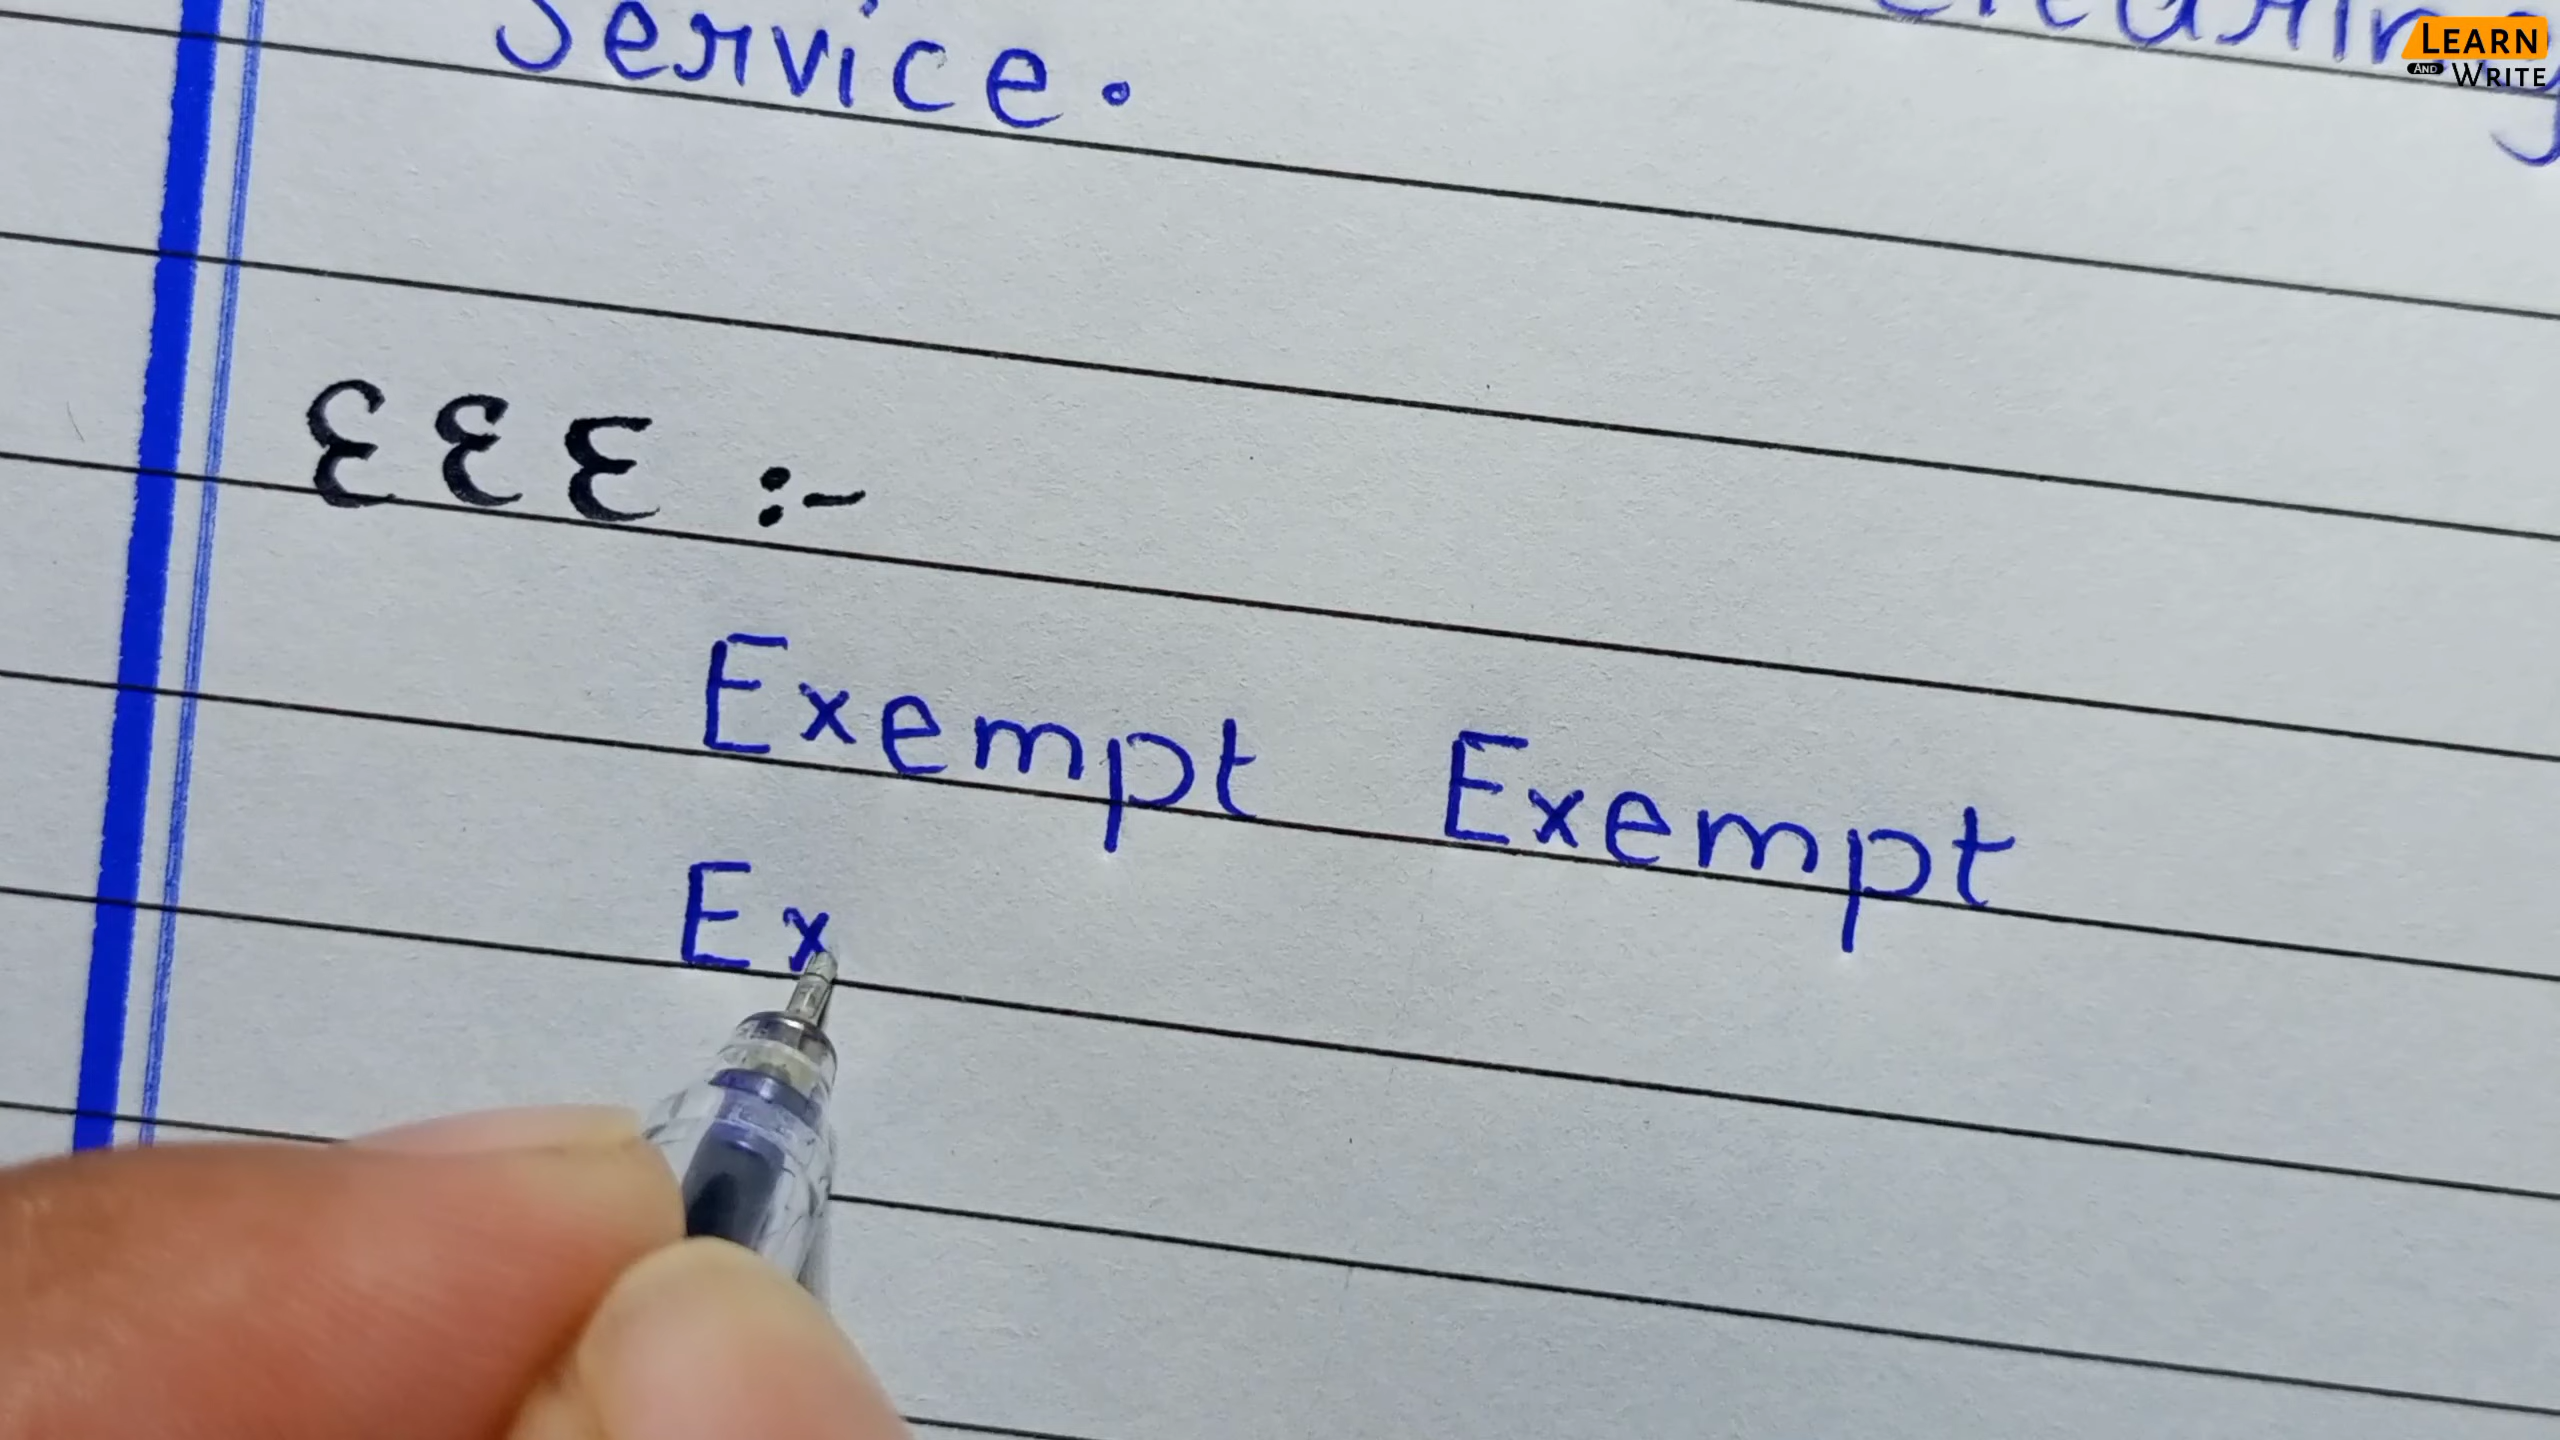 Service.
LEARN
AND WRITE
EEE :-
Exempt Exempt
Ex